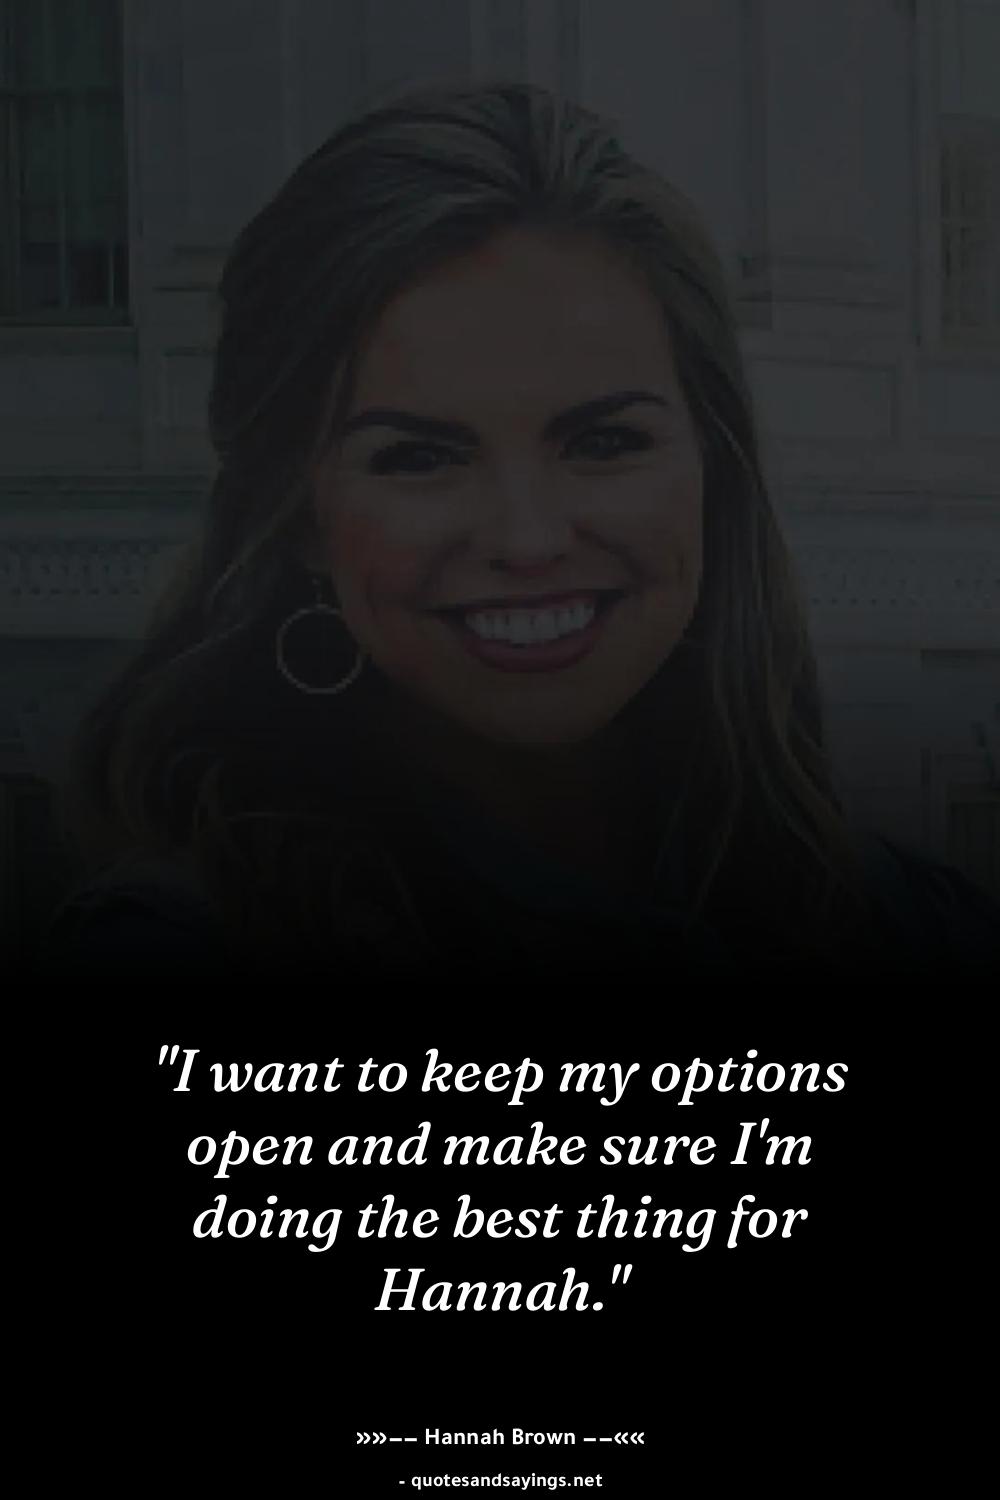 "I want to keep my options
open and make sure I'm
doing the best thing for
Hannah."
»»−− Hannah Brown −−««
- quotesandsayings.net